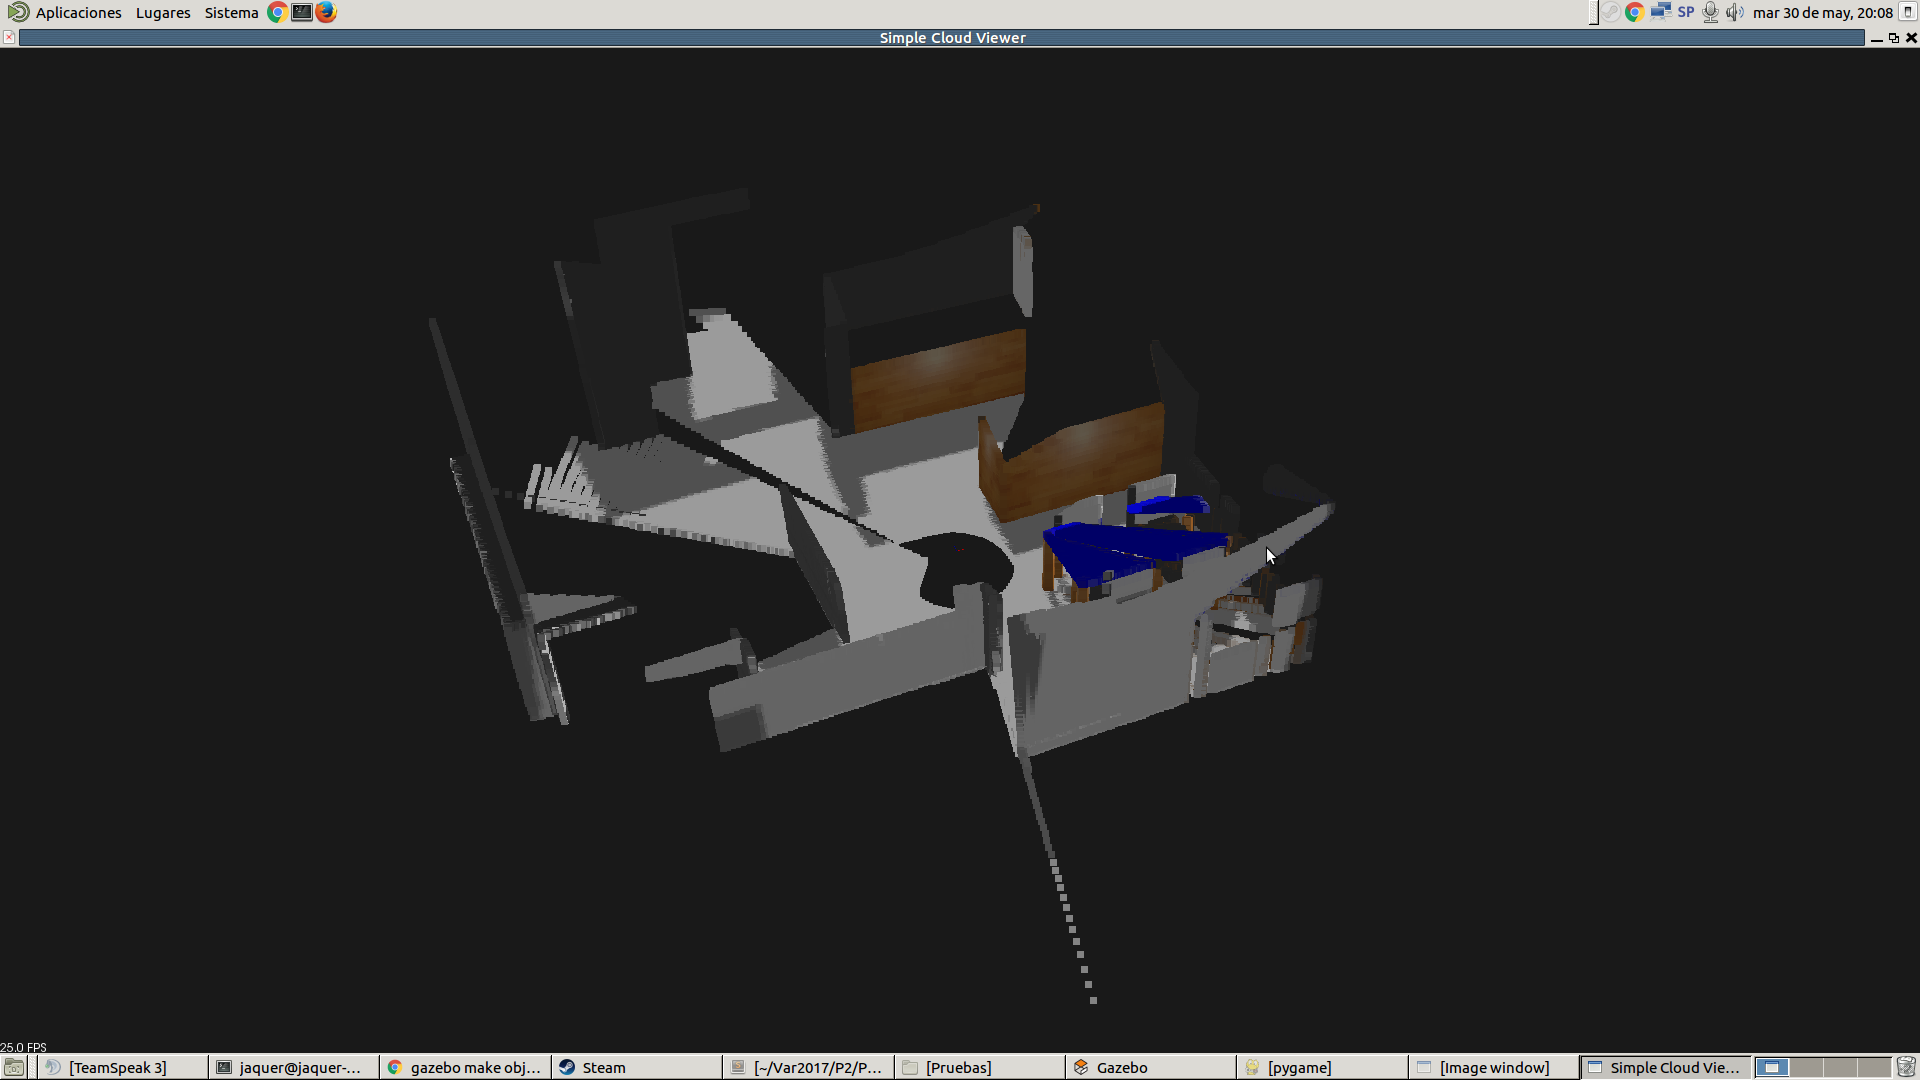 Aplicaciones Lugares Sistema SP mar 30 de may, 20:08
Simple Cloud Viewer
25.0 FPS
[TeamSpeak 3] jaquer@jaquer-... gazebo make obj... Steam [~/Var2017/P2/P... [Pruebas] Gazebo [pygame] [Image window] Simple Cloud Vie...